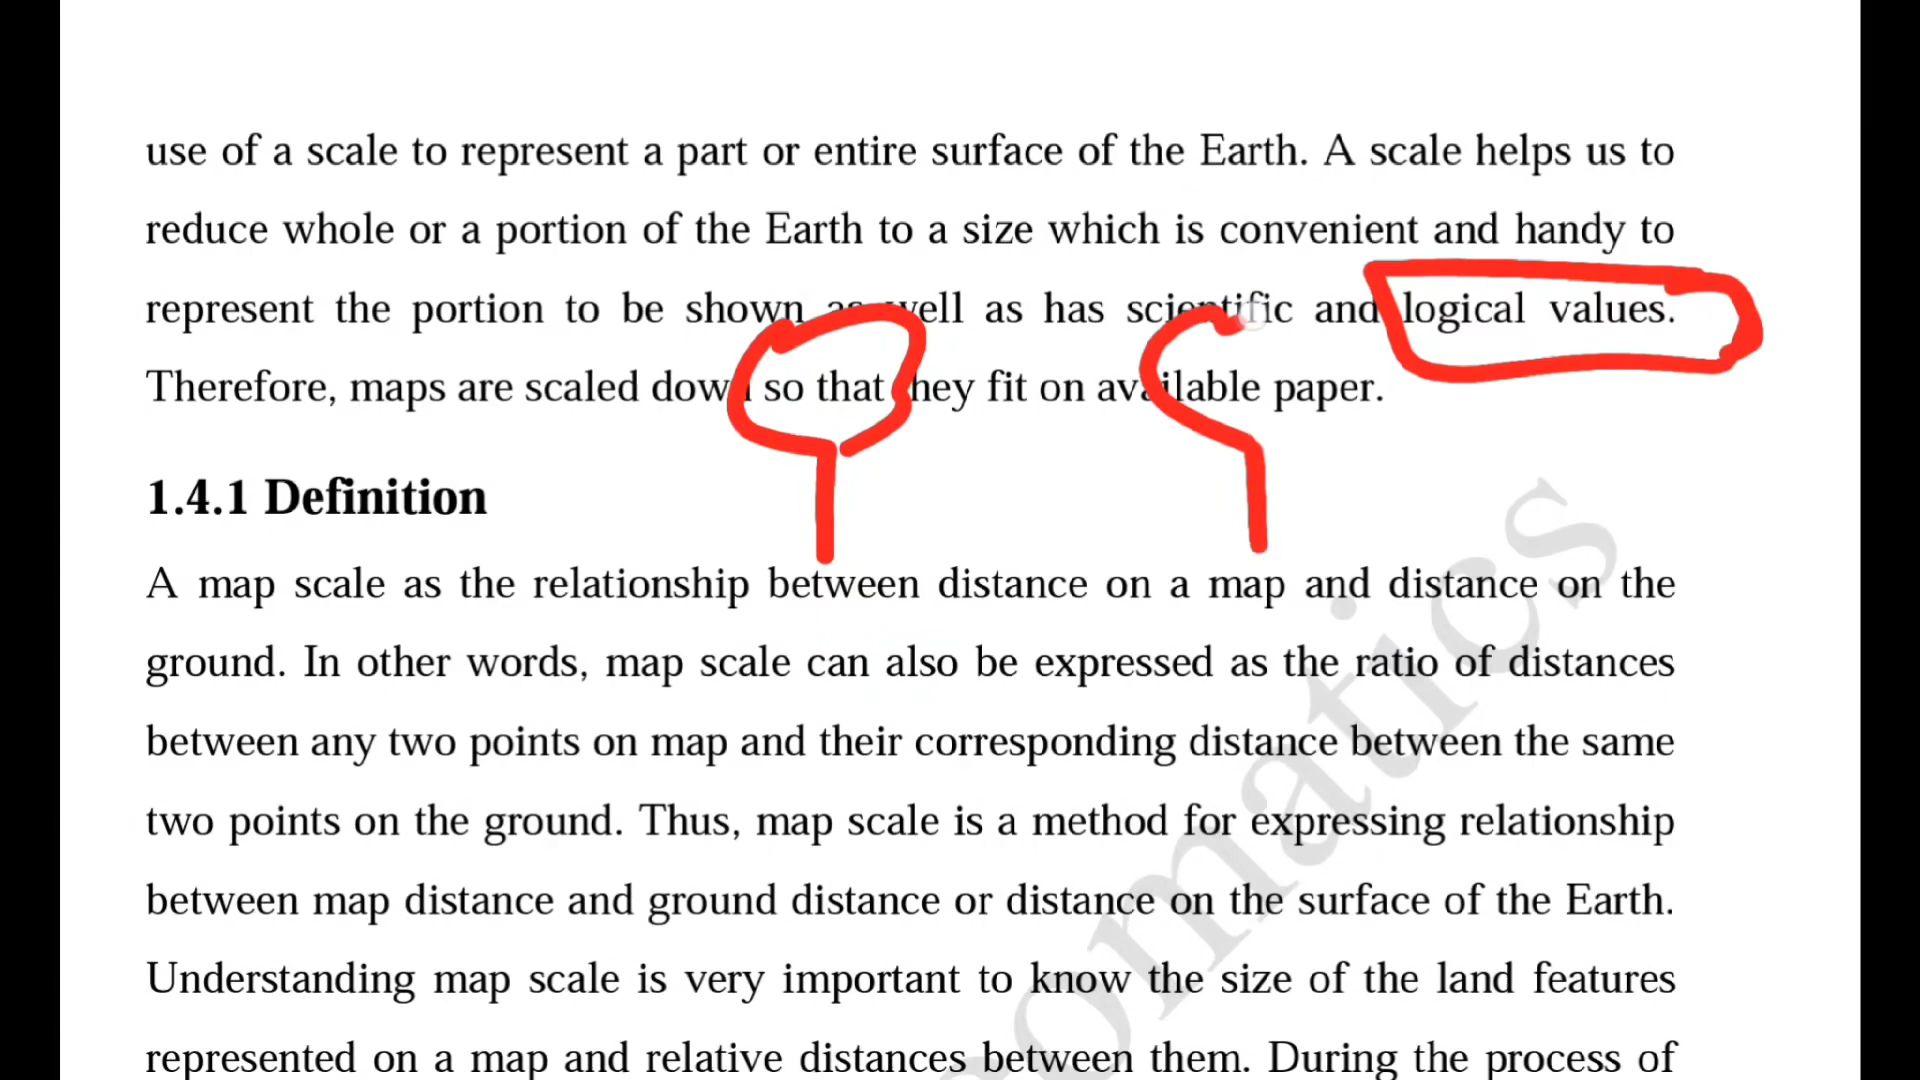 use of a scale to represent a part or entire surface of the Earth. A scale helps us to
reduce whole or a portion of the Earth to a size which is convenient and handy to
represent the portion to be shown as well as has scientific and logical values.
Therefore, maps are scaled down so that they fit on available paper.
1.4.1 Definition
A map scale as the relationship between distance on a map and distance on the
ground. In other words, map scale can also be expressed as the ratio of distances
between any two points on map and their corresponding distance between the same
two points on the ground. Thus, map scale is a method for expressing relationship
between map distance and ground distance or distance on the surface of the Earth.
Understanding map scale is very important to know the size of the land features
represented on a map and relative distances between them. During the process of
omatics